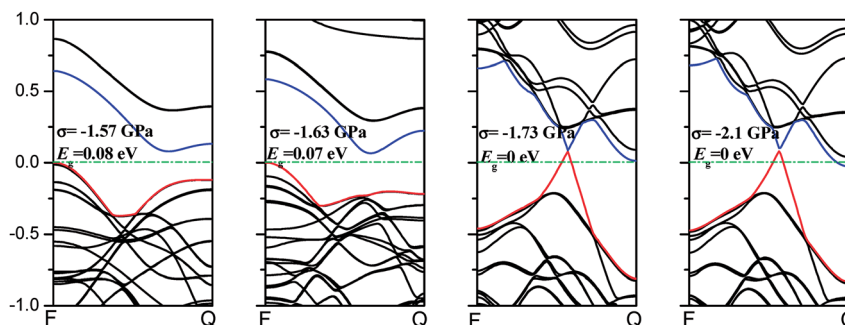 1.0
0.5
0.0
-0.5
-1.0
σ= -1.57 GPa
E g=0.08 eV
σ= -1.63 GPa
E g=0.07 eV
σ= -1.73 GPa
E g=0 eV
σ= -2.1 GPa
E g=0 eV
F Q F Q F Q F Q